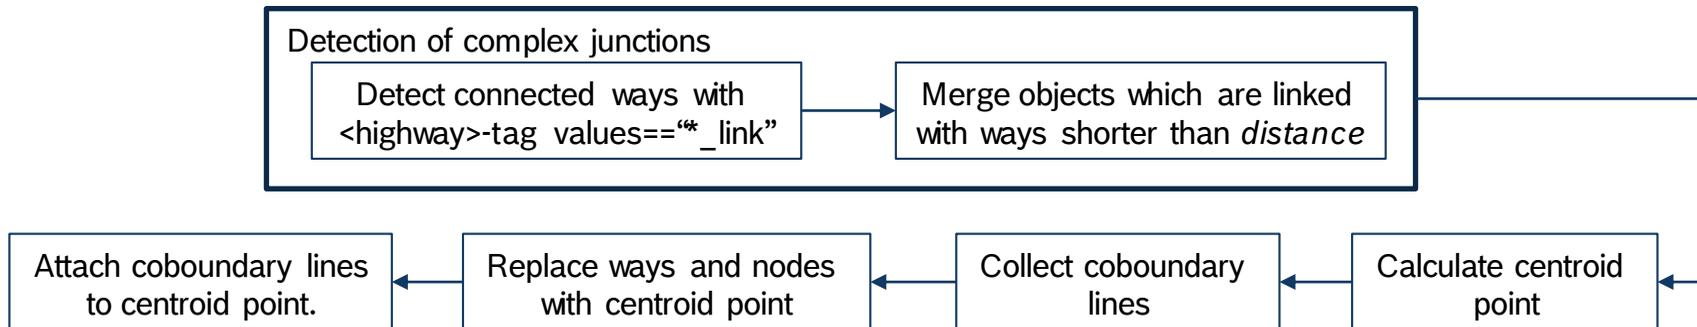 Detection of complex junctions
Detect connected ways with
<highway>-tag values==“*_link”
Merge objects which are linked
with ways shorter than distance
Calculate centroid
point
Collect coboundary
lines
Replace ways and nodes
with centroid point
Attach coboundary lines
to centroid point.